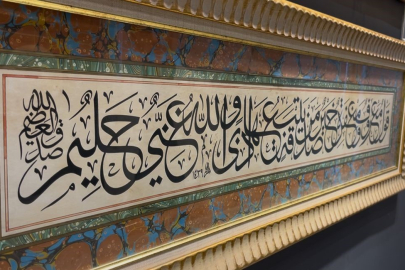 قول معروف ومغفرة خير من صدقة يتبعها أذى والله غني حليم
صدق الله العظيم